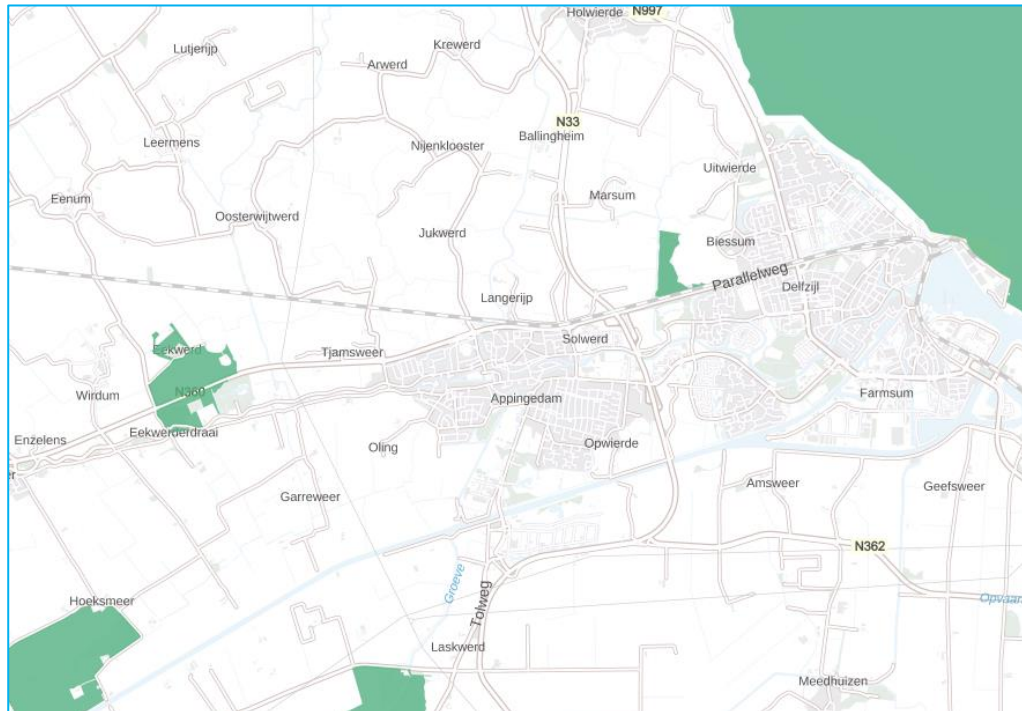 N997
Holwierde
Krewerd
Lutjerijp
Arwerd
N33
Ballingheim
Leermens
Nijenklooster
Uitwierde
Marsum
Eenum
Oosterwijtwerd
Jukwerd
Biessum
Parallelweg
Delfzijl
Langerijp
Solwerd
Tjamsweer
Eekwerd
N360
Wirdum
Appingedam
Farmsum
Enzelens
Eekwerderdraai
Oling
Opwierde
er
Garreweer
Amsweer
Geefsweer
N362
Groeve
Tolweg
Hoeksmeer
Opvaar
Laskwerd
Meedhuizen